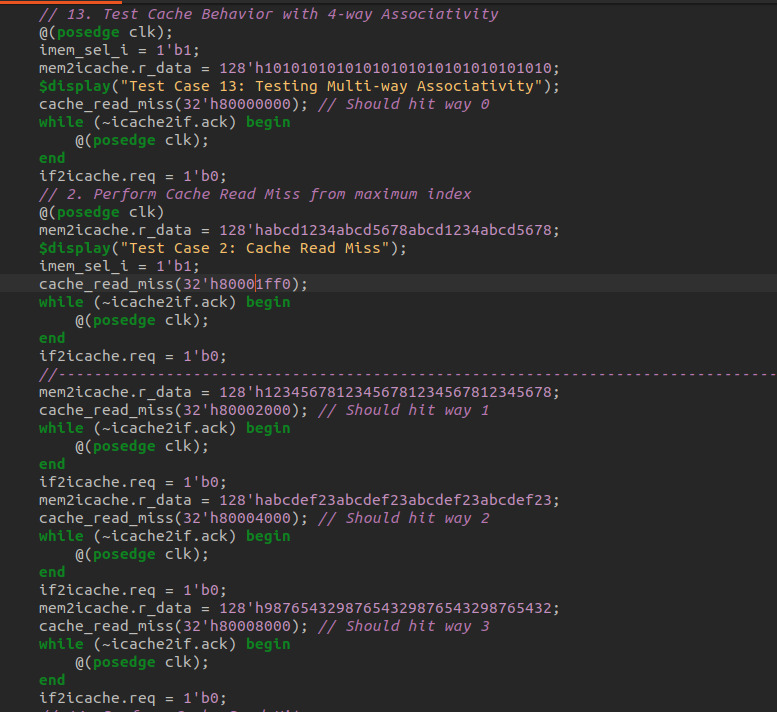 // 13. Test Cache Behavior with 4-way Associativity
@(posedge clk);
imem_sel_i = 1'b1;
mem2icache.r_data = 128'h10101010101010101010101010101010;
$display("Test Case 13: Testing Multi-way Associativity");
cache_read_miss(32'h80000000); // Should hit way 0
while (~icache2if.ack) begin
    @(posedge clk);
end
if2icache.req = 1'b0;
// 2. Perform Cache Read Miss from maximum index
@(posedge clk)
mem2icache.r_data = 128'habcd1234abcd5678abcd1234abcd5678;
$display("Test Case 2: Cache Read Miss");
imem_sel_i = 1'b1;
cache_read_miss(32'h80001ff0);
while (~icache2if.ack) begin
    @(posedge clk);
end
if2icache.req = 1'b0;
//--------------------------------------------------------------------------------
mem2icache.r_data = 128'h12345678123456781234567812345678;
cache_read_miss(32'h80002000); // Should hit way 1
while (~icache2if.ack) begin
    @(posedge clk);
end
if2icache.req = 1'b0;
mem2icache.r_data = 128'habcdef23abcdef23abcdef23abcdef23;
cache_read_miss(32'h80004000); // Should hit way 2
while (~icache2if.ack) begin
    @(posedge clk);
end
if2icache.req = 1'b0;
mem2icache.r_data = 128'h98765432987654329876543298765432;
cache_read_miss(32'h80008000); // Should hit way 3
while (~icache2if.ack) begin
    @(posedge clk);
end
if2icache.req = 1'b0;